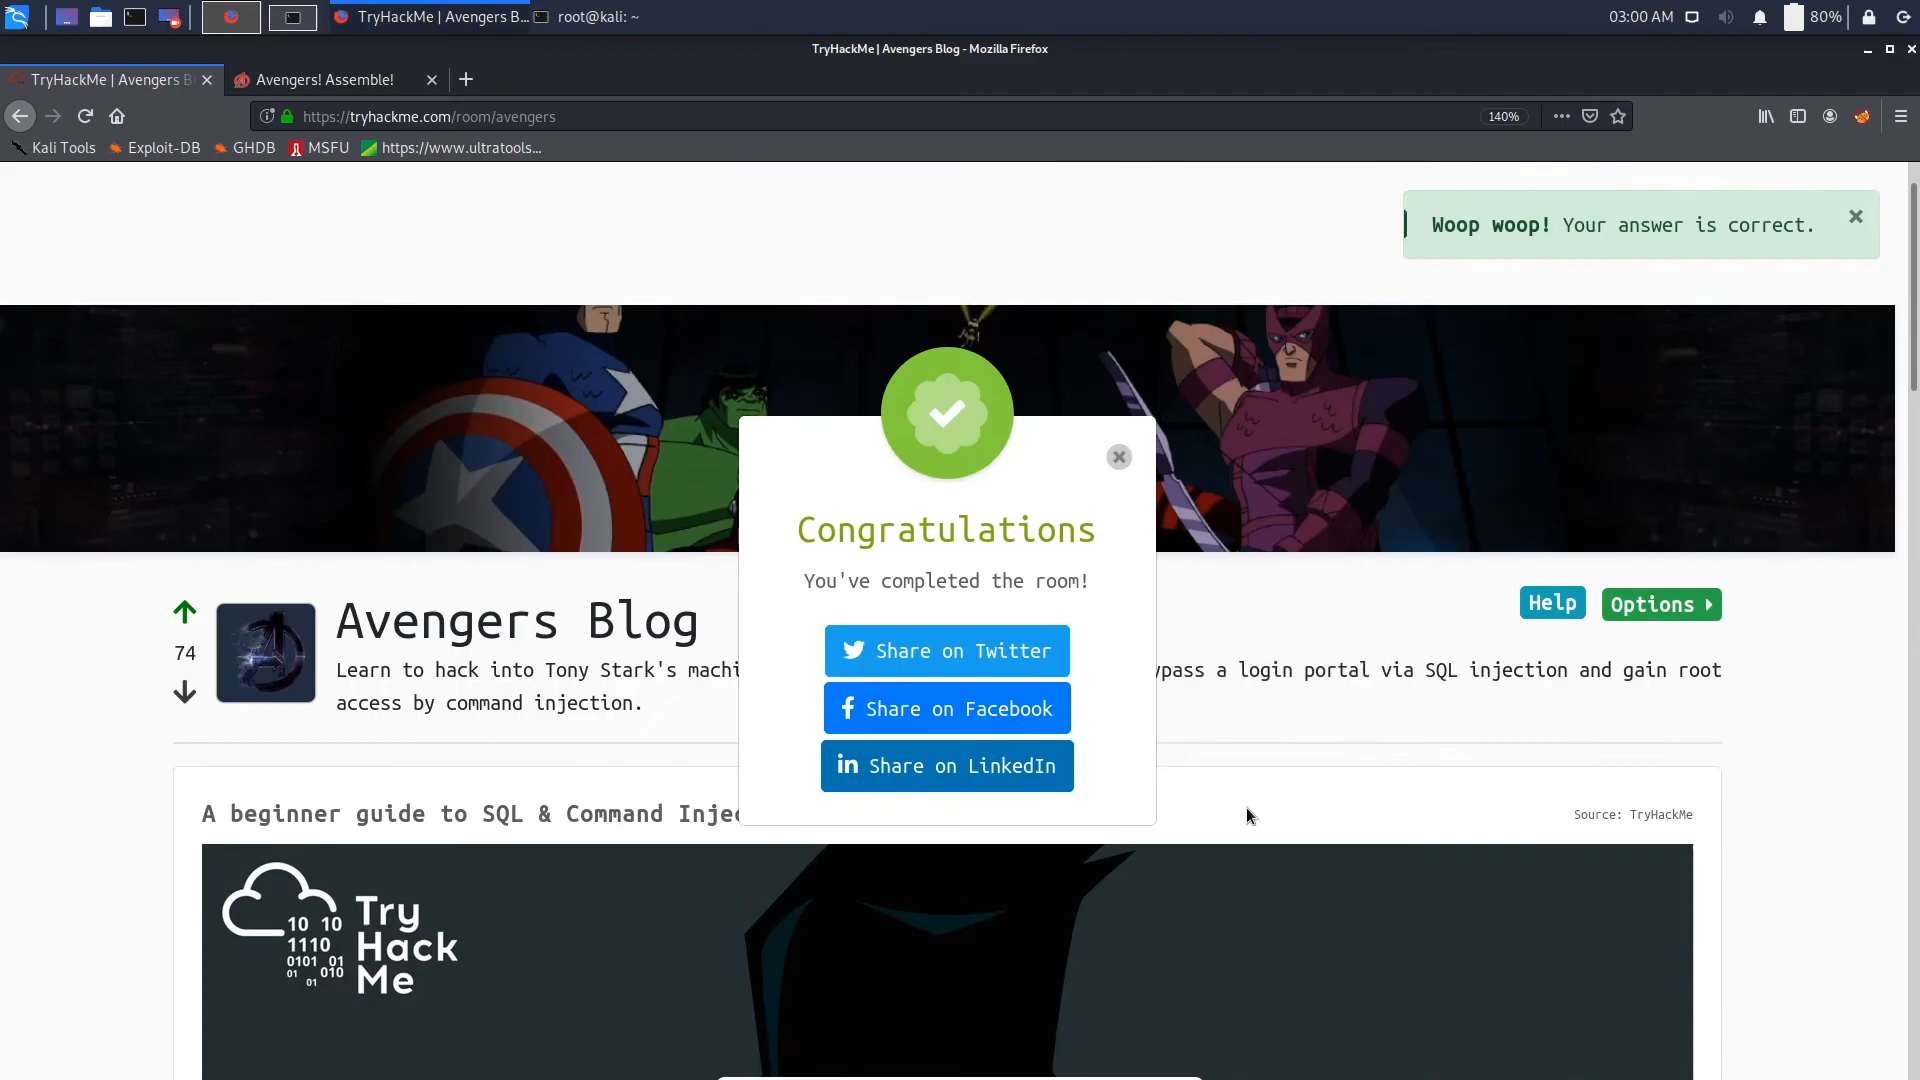 TryHackMe | Avengers B...
root@kali: ~
03:00 AM
80%
TryHackMe | Avengers Blog - Mozilla Firefox
TryHackMe | Avengers B
Avengers! Assemble!
https://tryhackme.com/room/avengers
140%
Kali Tools
Exploit-DB
GHDB
MSFU
https://www.ultratools...
Woop woop! Your answer is correct.
Congratulations
You've completed the room!
Share on Twitter
Share on Facebook
Share on LinkedIn
74
Avengers Blog
Help
Options
Learn to hack into Tony Stark's machi
ypass a login portal via SQL injection and gain root
access by command injection.
A beginner guide to SQL & Command Injec
Source: TryHackMe
Try
Hack
Me
10 10
1110
0101 01
01 010
01